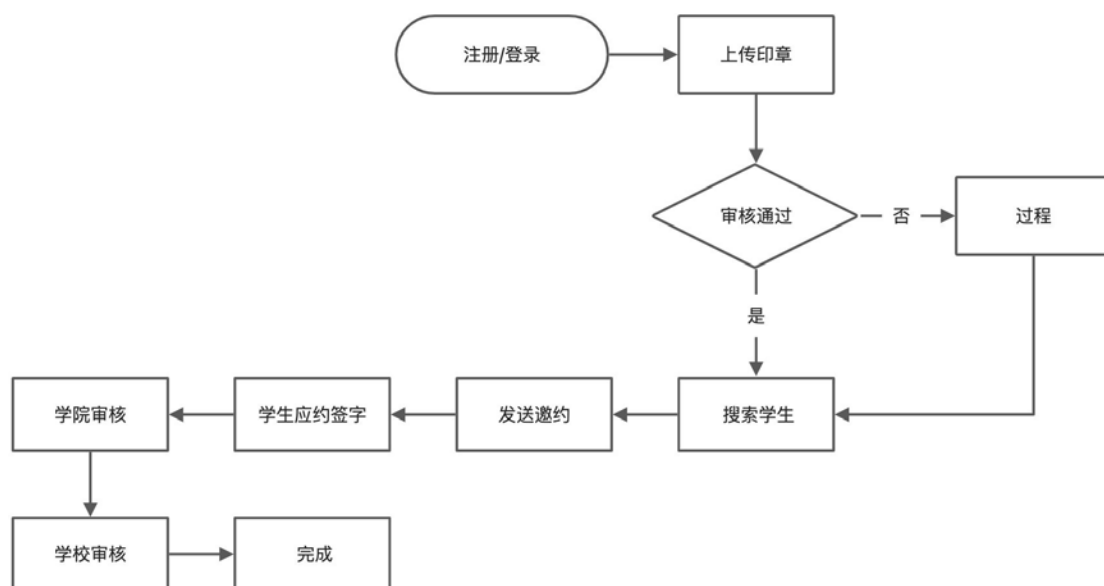 注册/登录
上传印章
审核通过
否
过程
是
学院审核
学生应约签字
发送邀约
搜索学生
学校审核
完成